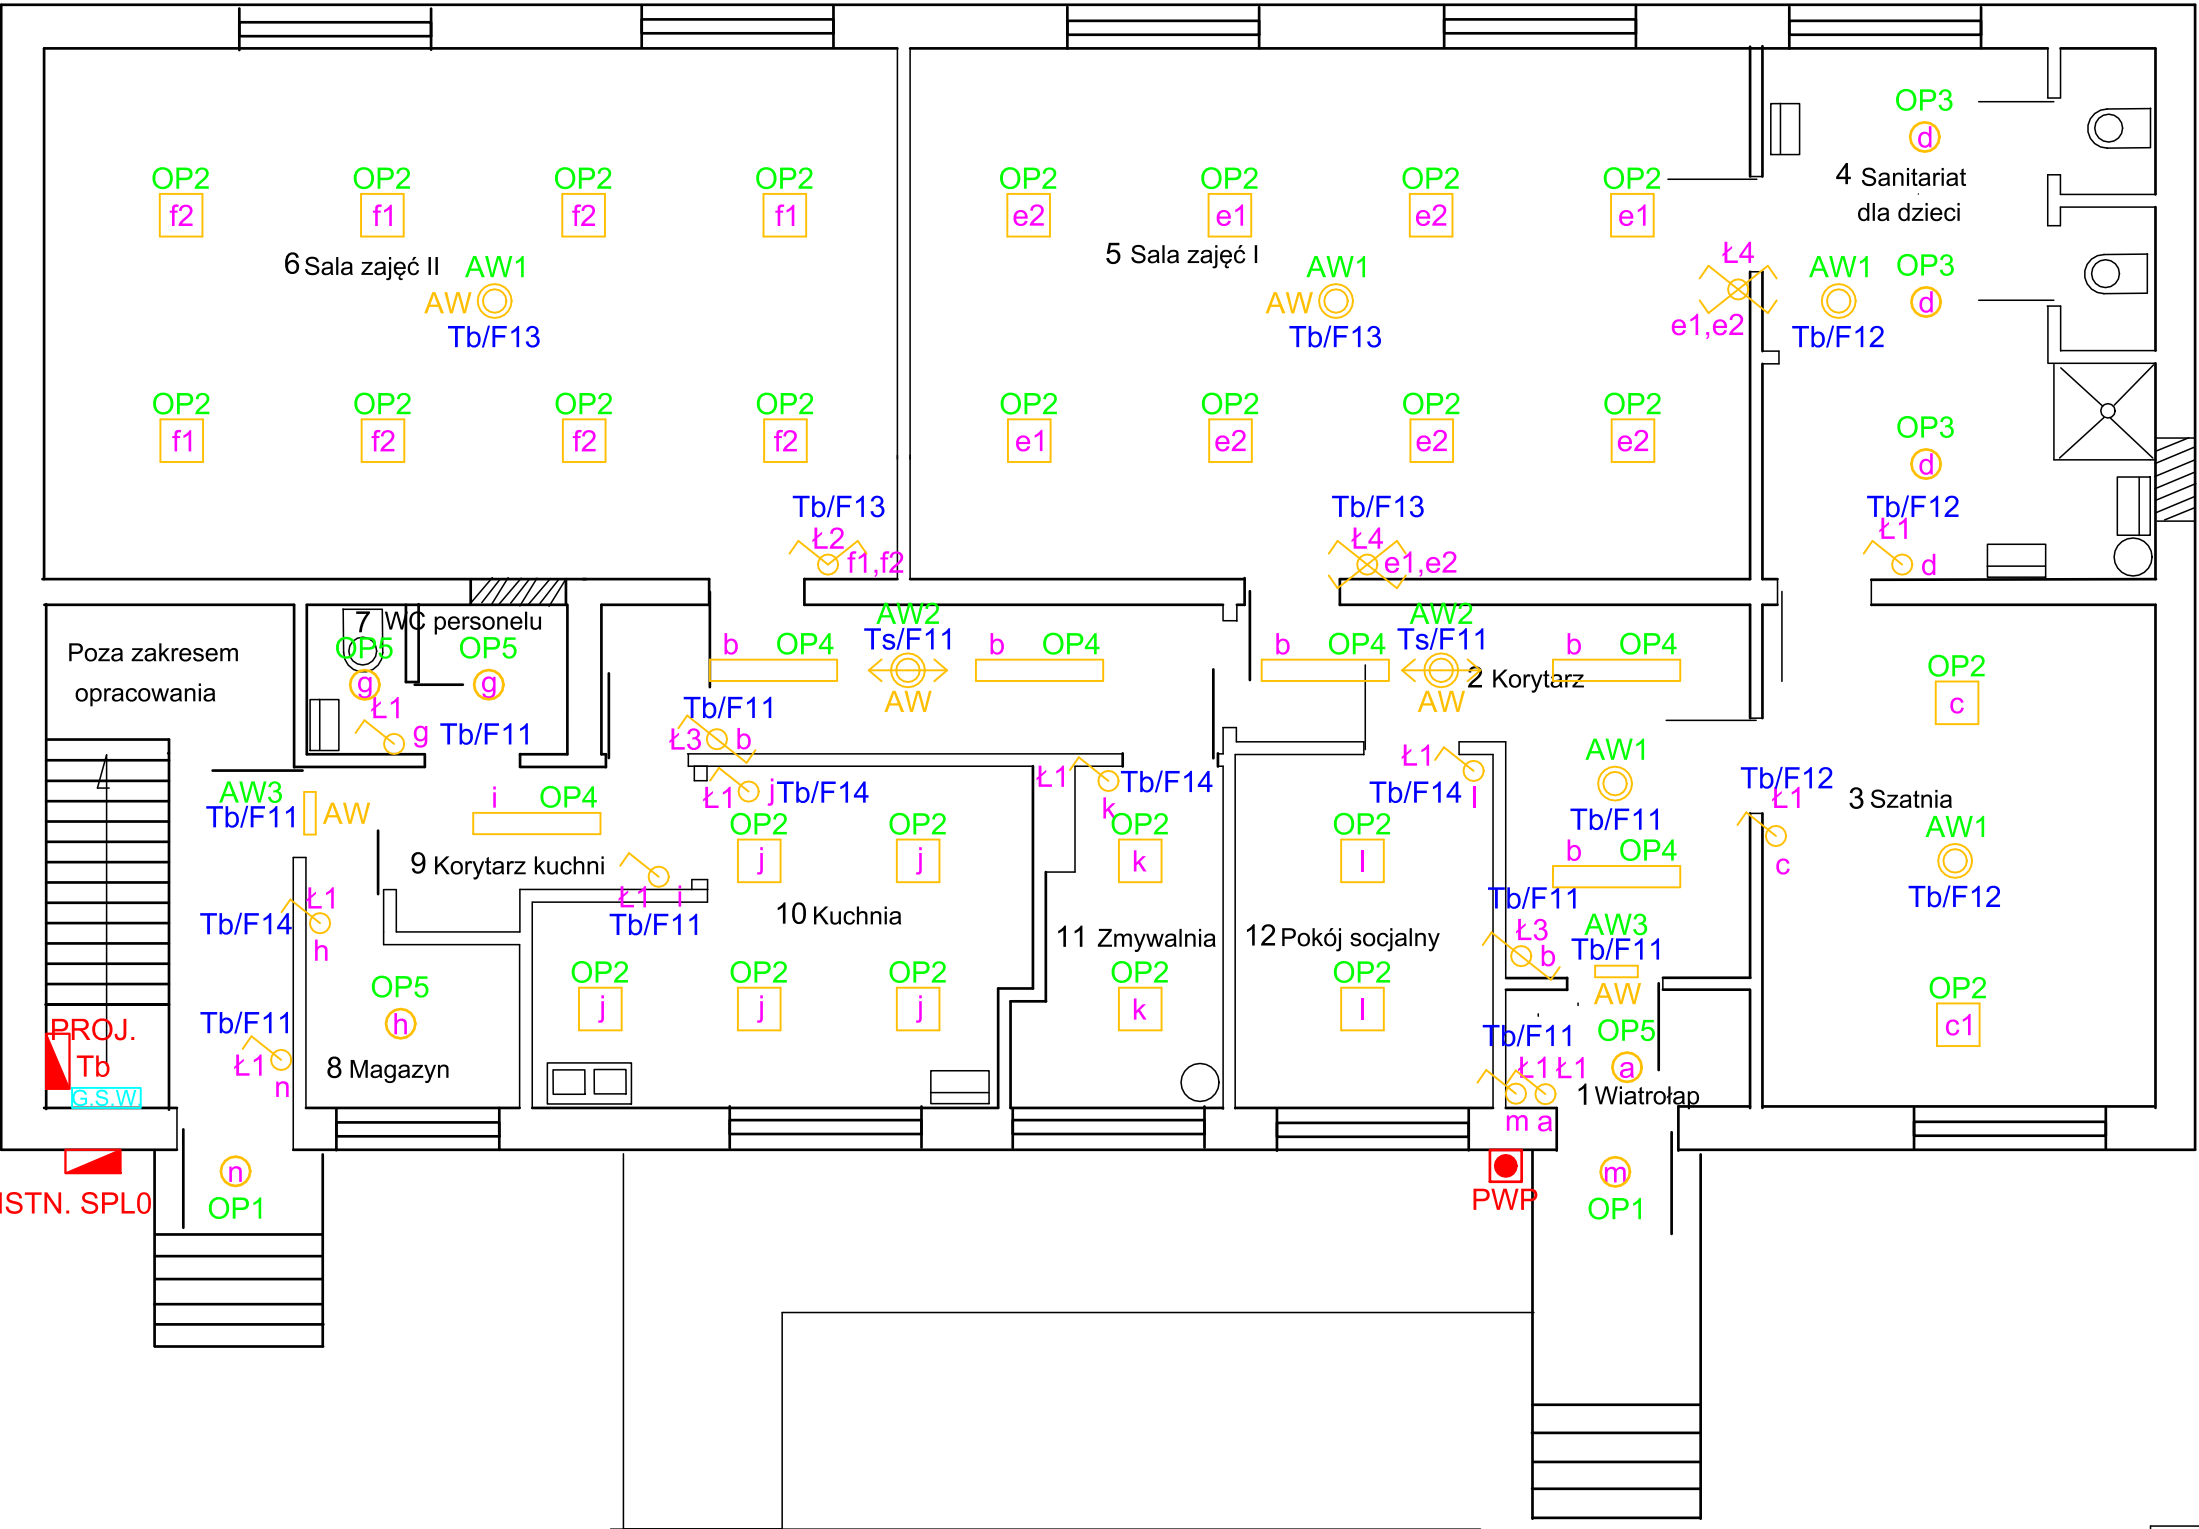 OP3
d
OP2 OP2 OP2 OP2 OP2 OP2 OP2 OP2
f2 f1 f2 f1 e2 e1 e2 e1
4 Sanitariat
dla dzieci
6 Sala zajęć II
5 Sala zajęć I
Ł4
e1,e2
AW1
AW
Tb/F13
AW1
AW
Tb/F13
AW1
Tb/F12
OP3
d
OP2 OP2 OP2 OP2 OP2 OP2 OP2 OP2
f1 f2 f2 f2 e1 e2 e2 e2
OP3
d
Tb/F13
Ł2
f1,f2
Tb/F13
Ł4
e1,e2
Tb/F12
Ł1
d
Poza zakresem
opracowania
7 WC personelu
OP5 OP5
g g
Ł1
g
Tb/F11
b OP4
AW2
Ts/F11
AW
b OP4
b OP4
AW2
Ts/F11
AW
b OP4
2 Korytarz
OP2
c
Tb/F11
Ł3 b
AW3
Tb/F11
AW
i OP4
Ł1 j
Tb/F14
Ł1
k
Tb/F14
Ł1
l
Tb/F14
AW1
Tb/F11
Tb/F12
Ł1
c
3 Szatnia
AW1
Tb/F12
OP2 OP2 OP2 OP2
j j k l
b OP4
9 Korytarz kuchni
Ł1 i
Tb/F11
Ł1
Tb/F14
h
10 Kuchnia
11 Zmywalnia
12 Pokój socjalny
Tb/F11
Ł3
b
AW3
Tb/F11
AW
OP5
h
OP2 OP2 OP2 OP2 OP2
j j j k l
OP2
c1
PROJ.
Tb
G.S.W.
Tb/F11
Ł1
n
8 Magazyn
Tb/F11
Ł1 Ł1
m a
OP5
a
1 Wiatrołap
n
OP1
ISTN. SPL0
PWP
m
OP1